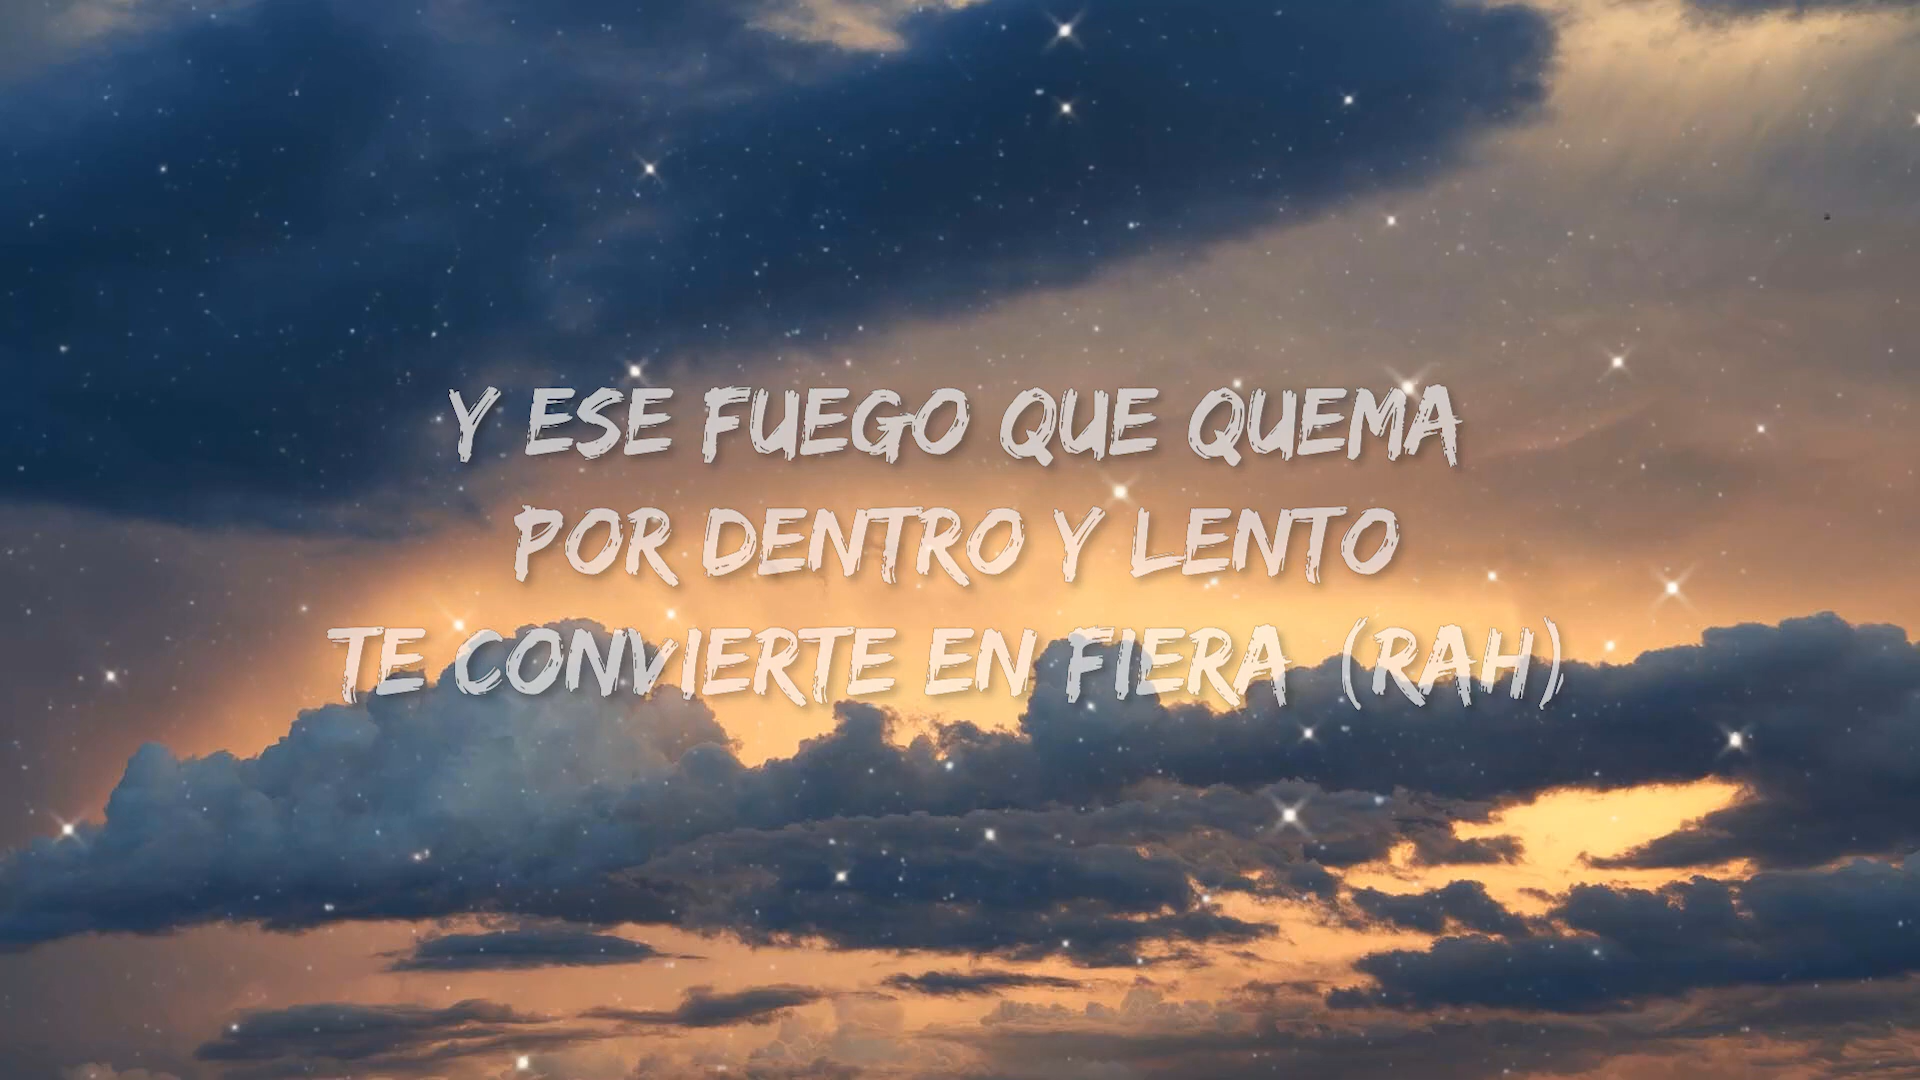 Y ESE FUEGO QUE QUEMA
POR DENTRO Y LENTO
TE CONVIERTE EN FIERA (RAH)